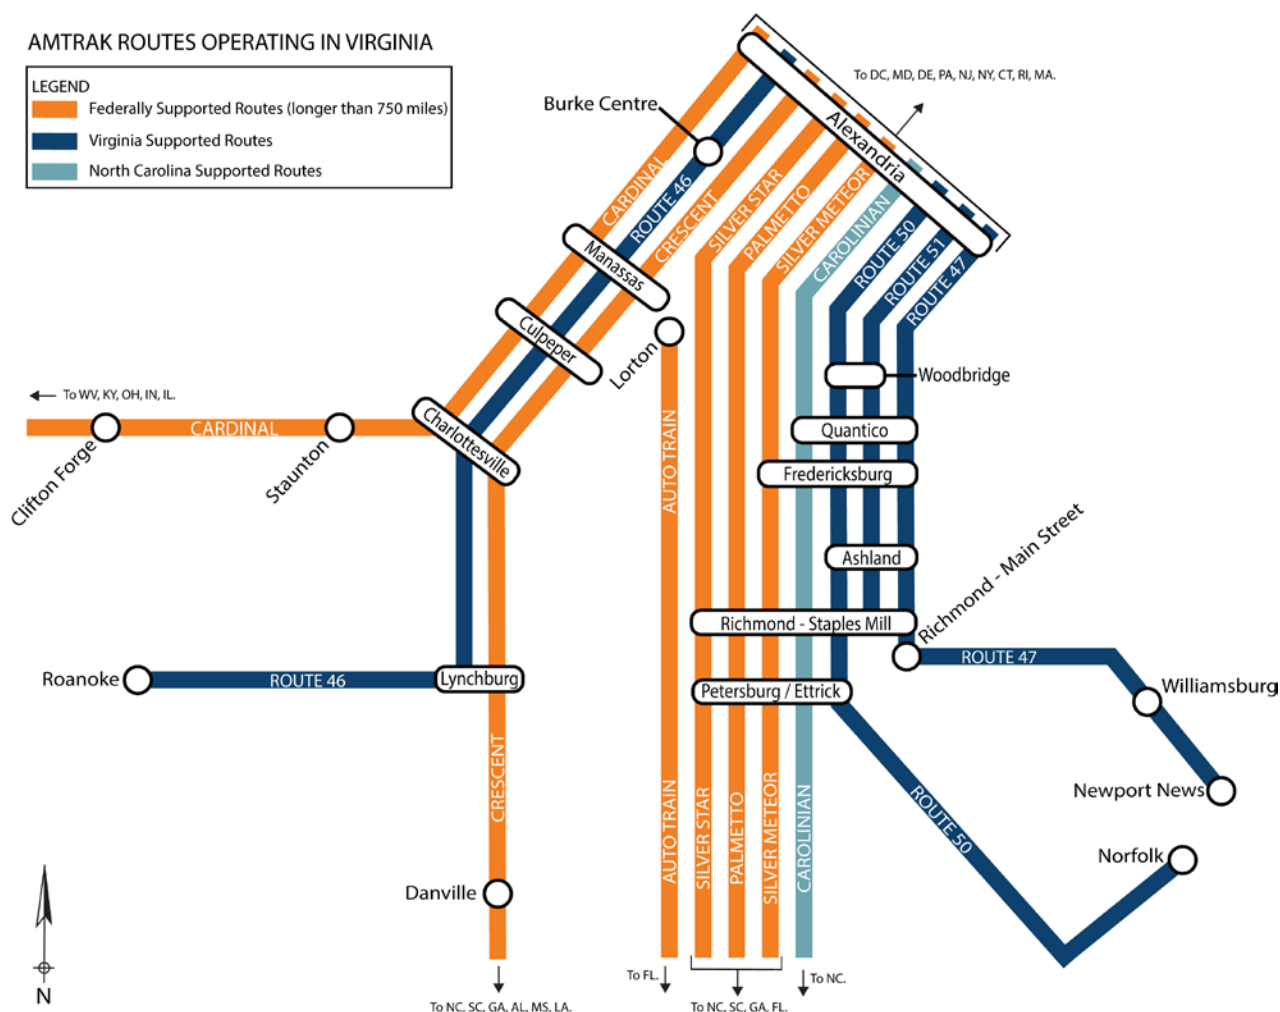 AMTRAK ROUTES OPERATING IN VIRGINIA
LEGEND
Federally Supported Routes (longer than 750 miles)
Virginia Supported Routes
North Carolina Supported Routes
To DC, MD, DE, PA, NJ, NY, CT, RI, MA.
Burke Centre
Alexandria
CARDINAL
ROUTE 46
CRESCENT
SILVER STAR
PALMETTO
SILVER METEOR
CAROLINIAN
ROUTE 50
ROUTE 51
ROUTE 47
Manassas
Culpeper
Lorton
Woodbridge
To WV, KY, OH, IN, IL.
CARDINAL
Clifton Forge
Staunton
Charlottesville
AUTO TRAIN
Quantico
Fredericksburg
Ashland
Richmond - Main Street
Richmond - Staples Mill
ROUTE 47
Roanoke
ROUTE 46
Lynchburg
Petersburg / Ettrick
Williamsburg
Newport News
CRESCENT
AUTO TRAIN
SILVER STAR
PALMETTO
SILVER METEOR
CAROLINIAN
ROUTE 50
Norfolk
Danville
N
To NC, SC, GA, AL, MS, LA.
To FL.
To NC, SC, GA, FL.
To NC.